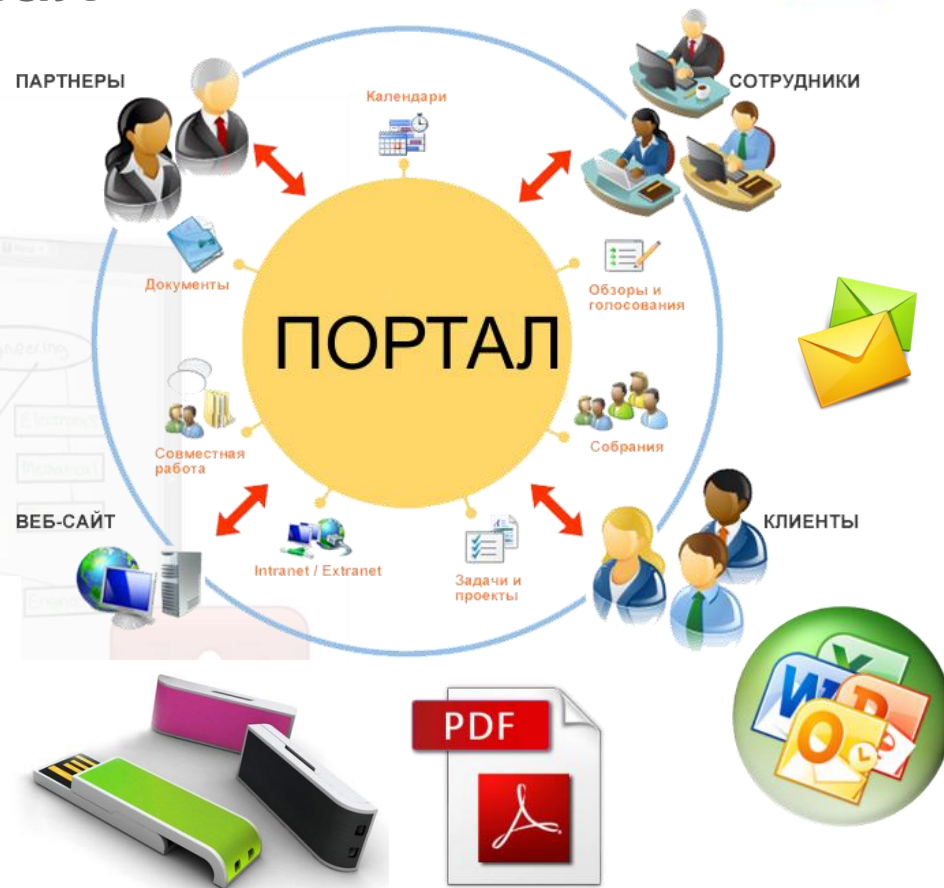 ПАРТНЕРЫ
СОТРУДНИКИ
Календари
Документы
Обзоры и
голосования
ПОРТАЛ
Совместная
работа
Собрания
ВЕБ-САЙТ
КЛИЕНТЫ
Intranet / Extranet
Задачи и
проекты
PDF
W
X
P
O